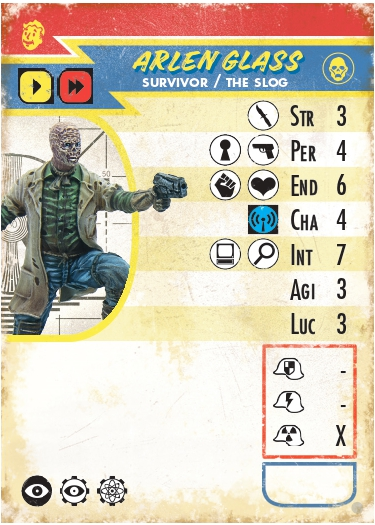 ARLEN GLASS
SURVIVOR / THE SLOG
STR 3
PER 4
END 6
CHA 4
INT 7
AGI 3
LUC 3
-
-
X